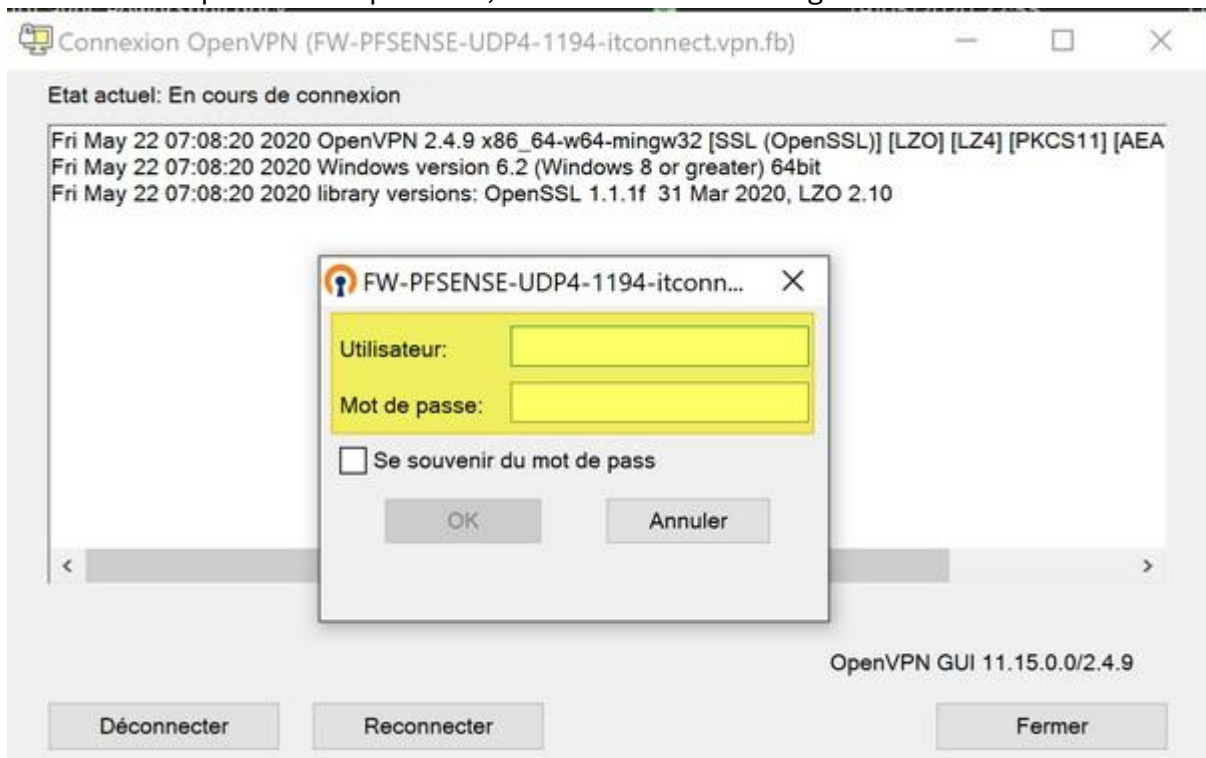 Connexion OpenVPN (FW-PFSENSE-UDP4-1194-itconnect.vpn.fb)
Etat actuel: En cours de connexion
Fri May 22 07:08:20 2020 OpenVPN 2.4.9 x86_64-w64-mingw32 [SSL (OpenSSL)] [LZO] [LZ4] [PKCS11] [AEA
Fri May 22 07:08:20 2020 Windows version 6.2 (Windows 8 or greater) 64bit
Fri May 22 07:08:20 2020 library versions: OpenSSL 1.1.1f 31 Mar 2020, LZO 2.10
FW-PFSENSE-UDP4-1194-itconn...
Utilisateur:
Mot de passe:
Se souvenir du mot de pass
OK
Annuler
OpenVPN GUI 11.15.0.0/2.4.9
Déconnecter
Reconnecter
Fermer